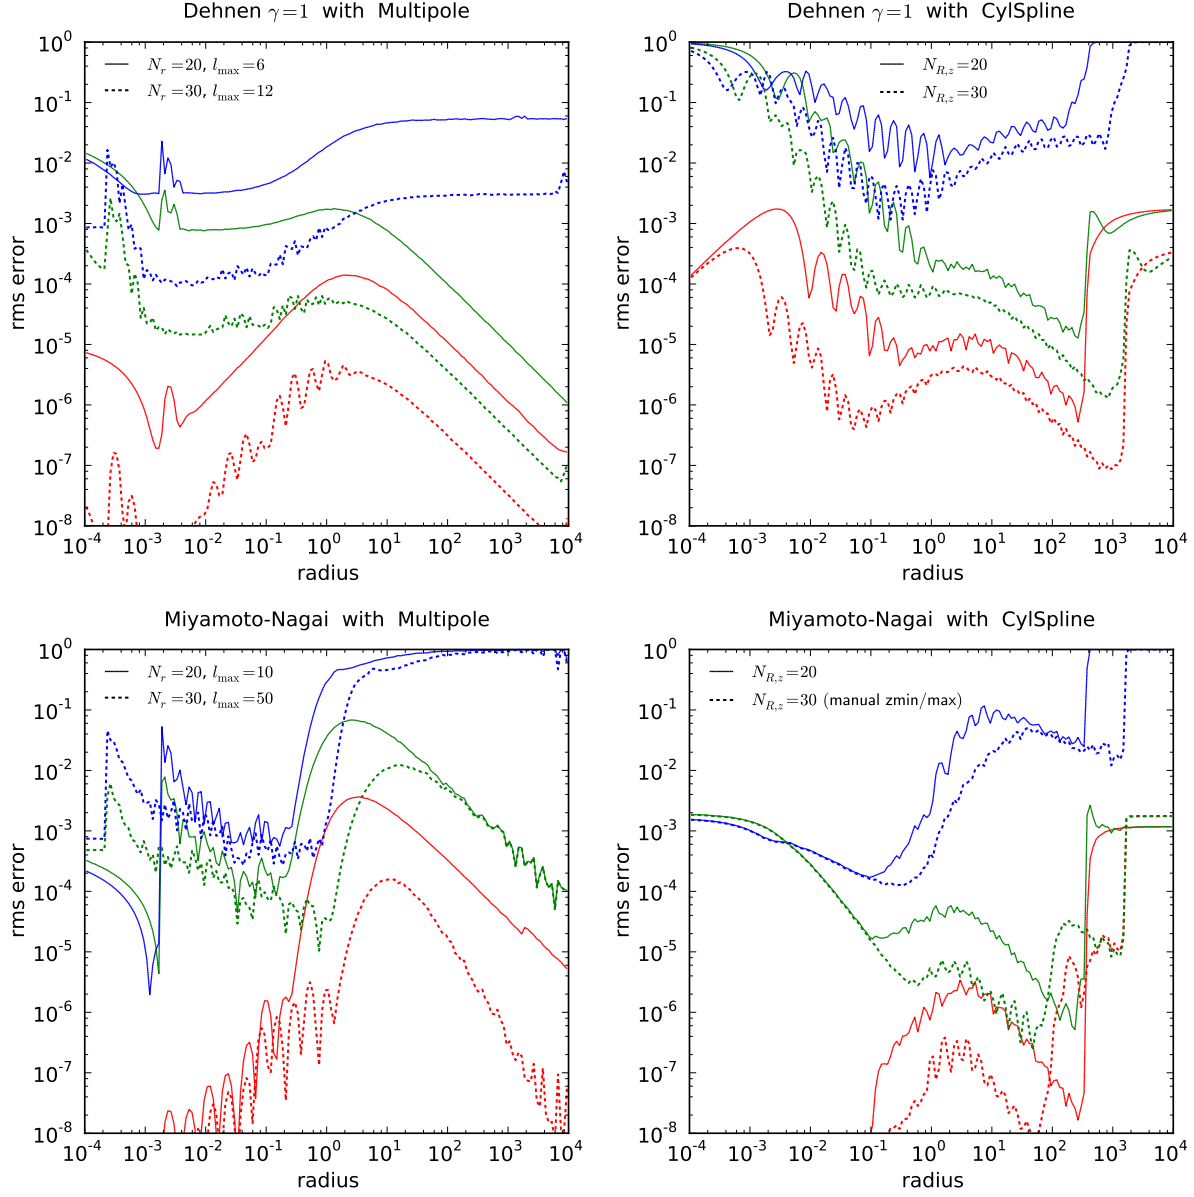 Dehnen γ=1 with Multipole
N_r=20, l_max=6
N_r=30, l_max=12
rms error
10^0
10^-1
10^-2
10^-3
10^-4
10^-5
10^-6
10^-7
10^-8
10^-4 10^-3 10^-2 10^-1 10^0 10^1 10^2 10^3 10^4
radius
Dehnen γ=1 with CylSpline
N_R,z=20
N_R,z=30
rms error
10^0
10^-1
10^-2
10^-3
10^-4
10^-5
10^-6
10^-7
10^-8
10^-4 10^-3 10^-2 10^-1 10^0 10^1 10^2 10^3 10^4
radius
Miyamoto-Nagai with Multipole
N_r=20, l_max=10
N_r=30, l_max=50
rms error
10^0
10^-1
10^-2
10^-3
10^-4
10^-5
10^-6
10^-7
10^-8
10^-4 10^-3 10^-2 10^-1 10^0 10^1 10^2 10^3 10^4
radius
Miyamoto-Nagai with CylSpline
N_R,z=20
N_R,z=30 (manual zmin/max)
rms error
10^0
10^-1
10^-2
10^-3
10^-4
10^-5
10^-6
10^-7
10^-8
10^-4 10^-3 10^-2 10^-1 10^0 10^1 10^2 10^3 10^4
radius